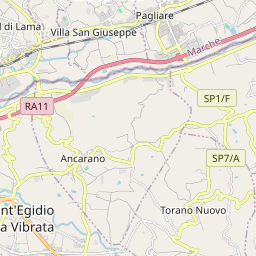 Pagliare
l di Lama
Villa San Giuseppe
Marche
RA11
SP1/F
Ancarano
SP7/A
nt'Egidio
a Vibrata
Torano Nuovo